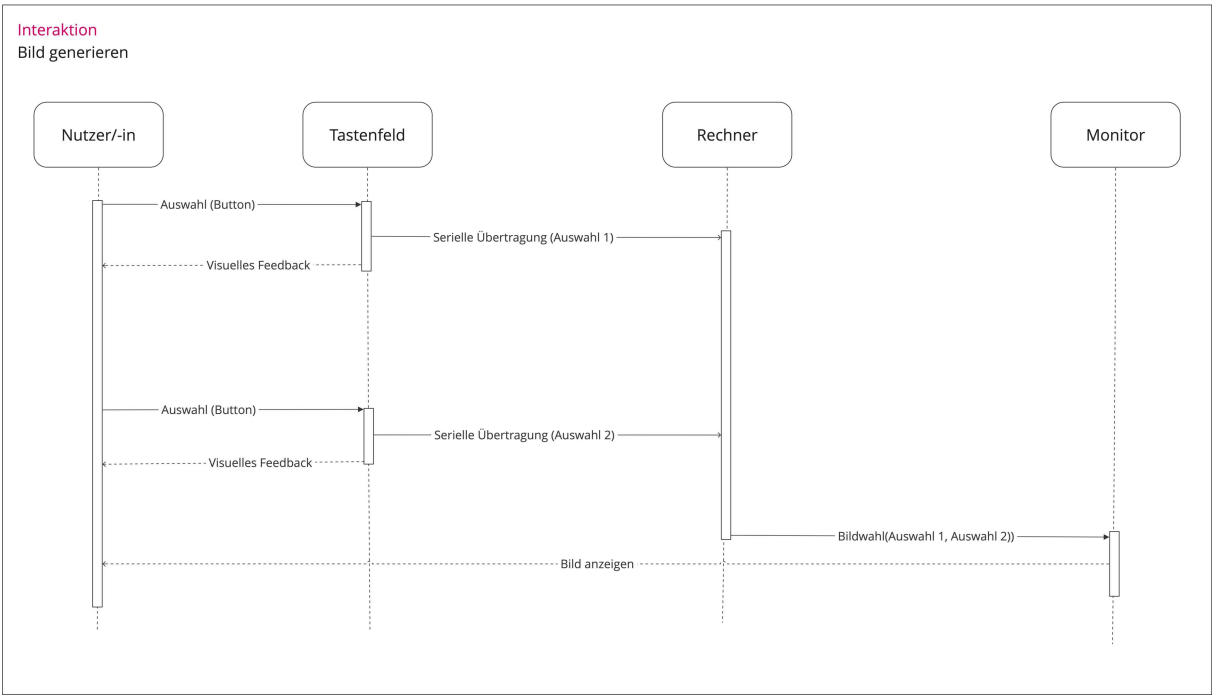 Interaktion
Bild generieren
Nutzer/-in
Tastenfeld
Rechner
Monitor
Auswahl (Button)
Serielle Übertragung (Auswahl 1)
Visuelles Feedback
Auswahl (Button)
Serielle Übertragung (Auswahl 2)
Visuelles Feedback
Bildwahl(Auswahl 1, Auswahl 2))
Bild anzeigen